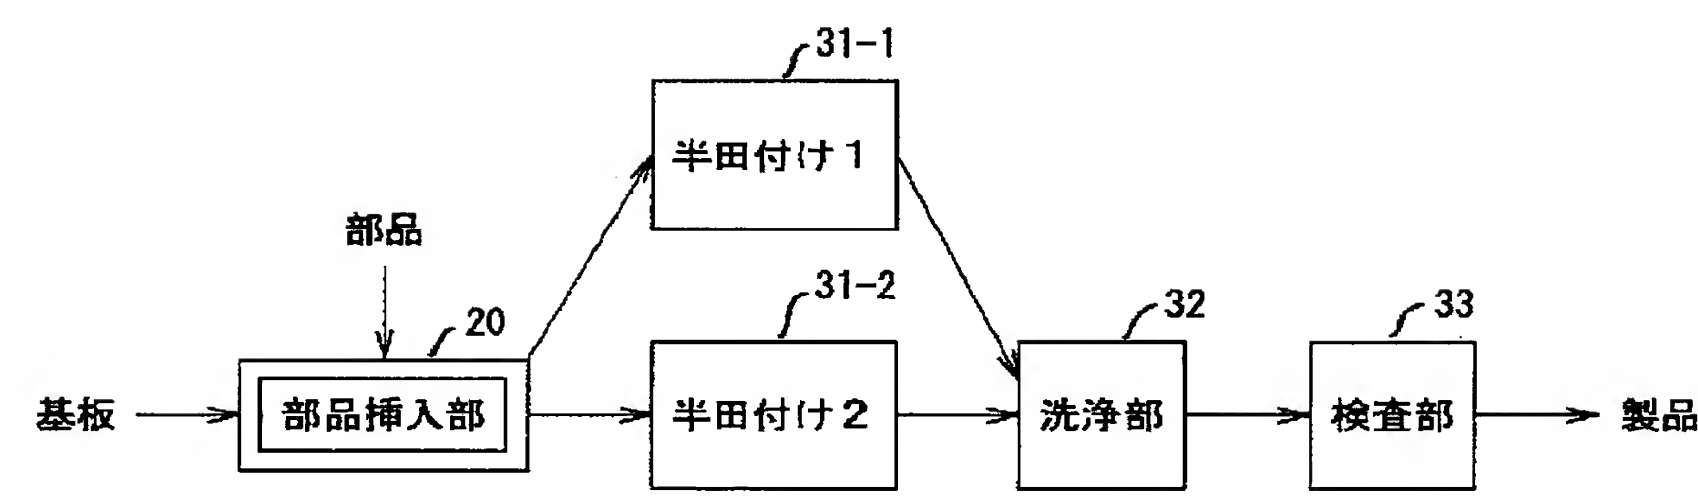 31-1
半田付け1
部品
31-2
20
32
33
基板
部品挿入部
半田付け2
洗浄部
検査部
製品